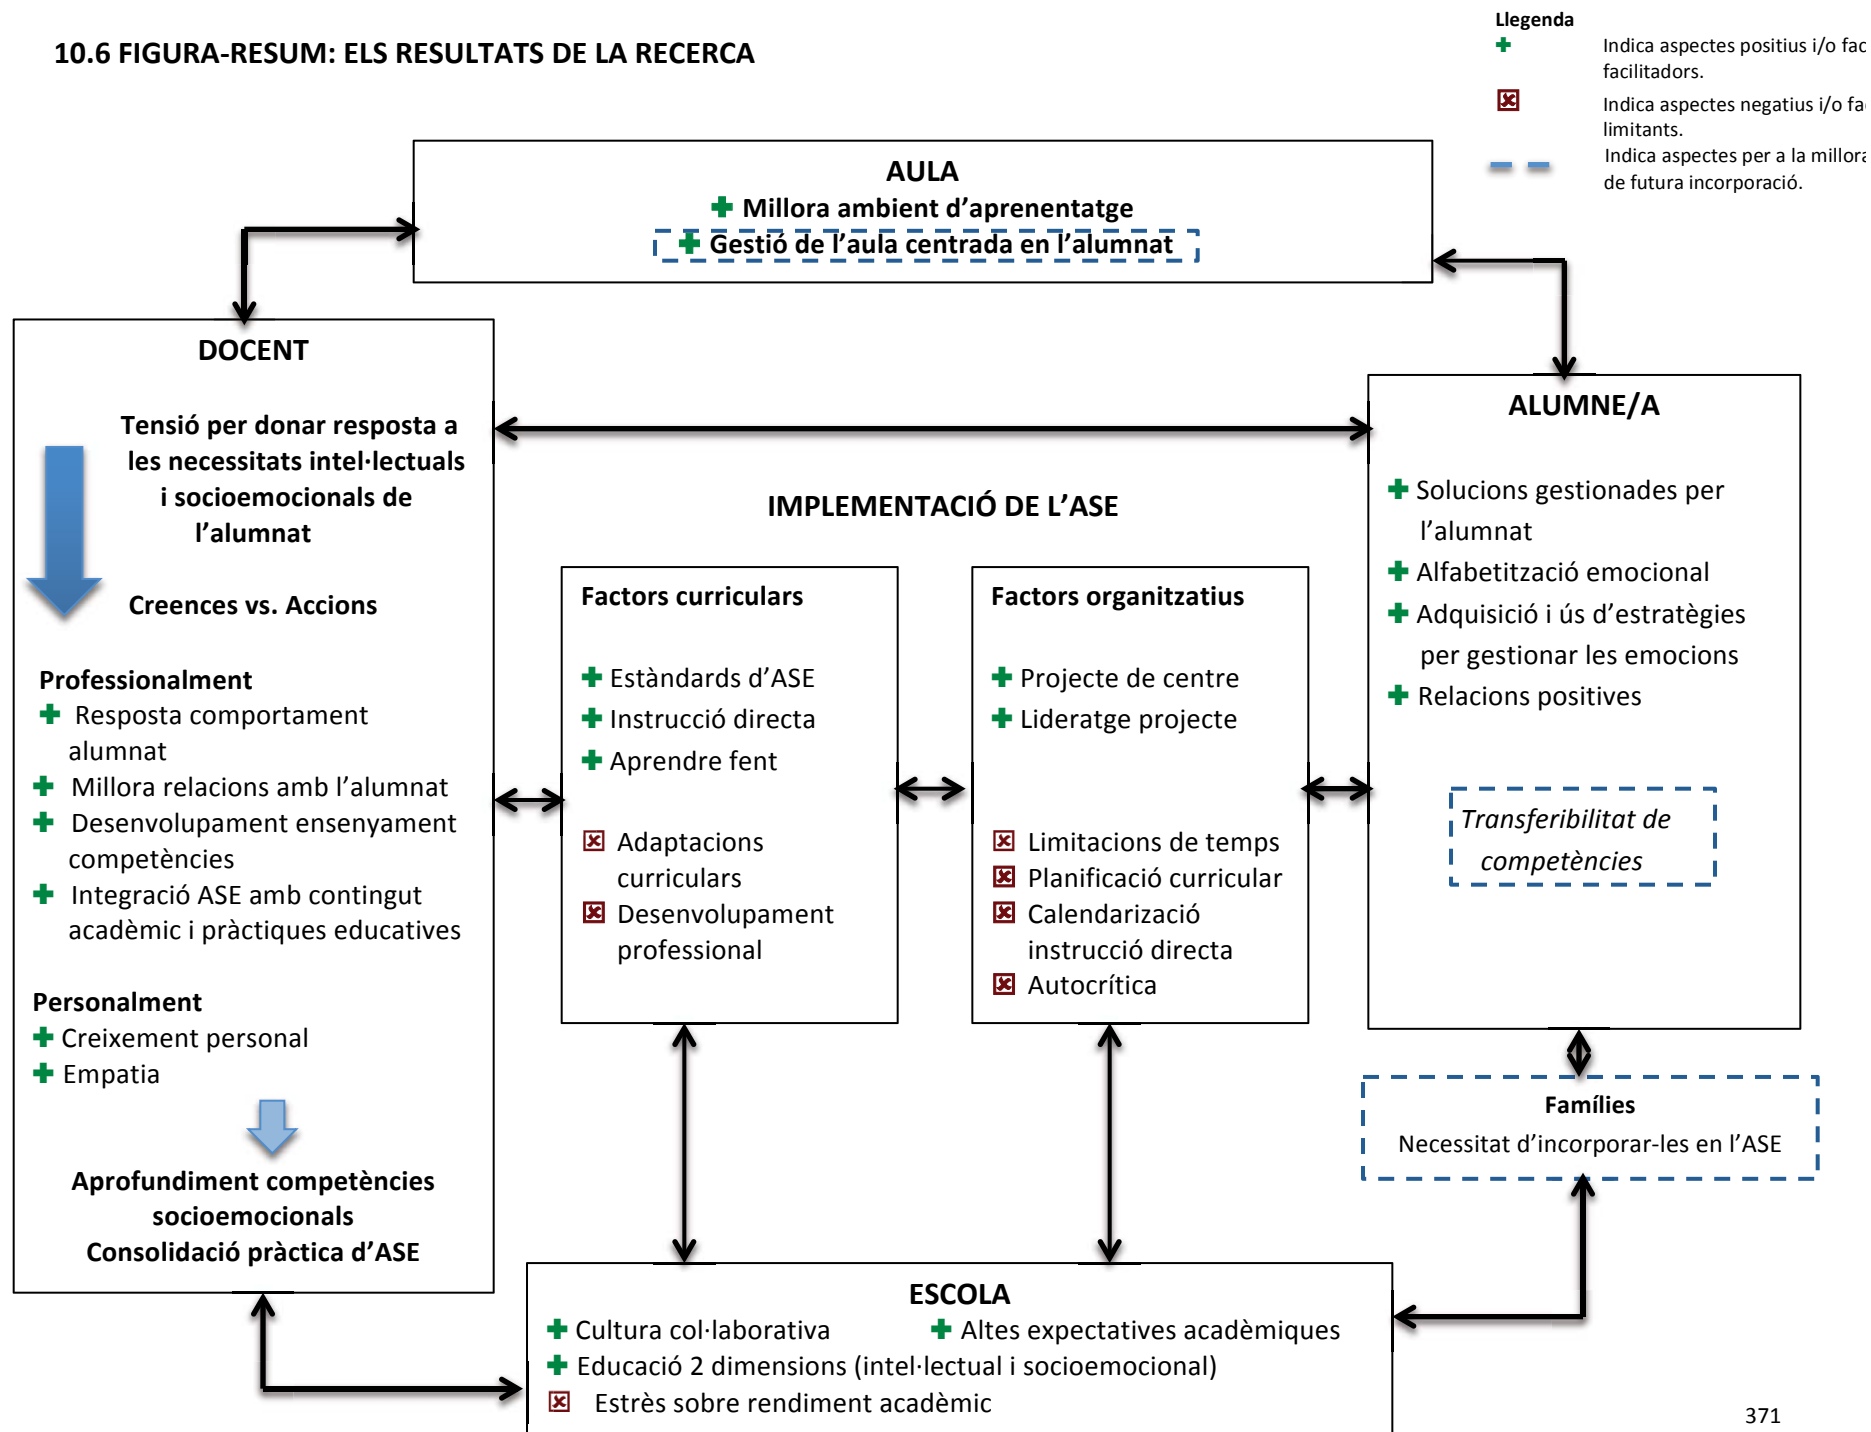 10.6 FIGURA-RESUM: ELS RESULTATS DE LA RECERCA
Llegenda
Indica aspectes positius i/o
facilitadors.
Indica aspectes negatius i/o
limitants.
Indica aspectes per a la millora
de futura incorporació.
AULA
Millora ambient d’aprenentatge
Gestió de l’aula centrada en l’alumnat
DOCENT
Tensió per donar resposta a
les necessitats intel·lectuals
i socioemocionals de
l’alumnat
Creences vs. Accions
Professionalment
Resposta comportament
alumnat
Millora relacions amb l’alumnat
Desenvolupament ensenyament
competències
Integració ASE amb contingut
acadèmic i pràctiques educatives
Personalment
Creixement personal
Empatia
Aprofundiment competències
socioemocionals
Consolidació pràctica d’ASE
IMPLEMENTACIÓ DE L’ASE
Factors curriculars
Estàndards d’ASE
Instrucció directa
Aprendre fent
Adaptacions
curriculars
Desenvolupament
professional
Factors organitzatius
Projecte de centre
Lideratge projecte
Limitacions de temps
Planificació curricular
Calendarizació
instrucció directa
Autocrítica
ALUMNE/A
Solucions gestionades per
l’alumnat
Alfabetització emocional
Adquisició i ús d’estratègies
per gestionar les emocions
Relacions positives
Transferibilitat de
competències
Famílies
Necessitat d’incorporar-les en l’ASE
ESCOLA
Cultura col·laborativa
Altes expectatives acadèmiques
Educació 2 dimensions (intel·lectual i socioemocional)
Estrès sobre rendiment acadèmic
371